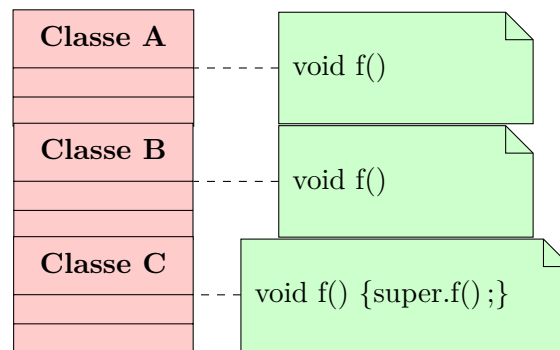 Classe A
void f()
Classe B
void f()
Classe C
void f() {super.f() ;}